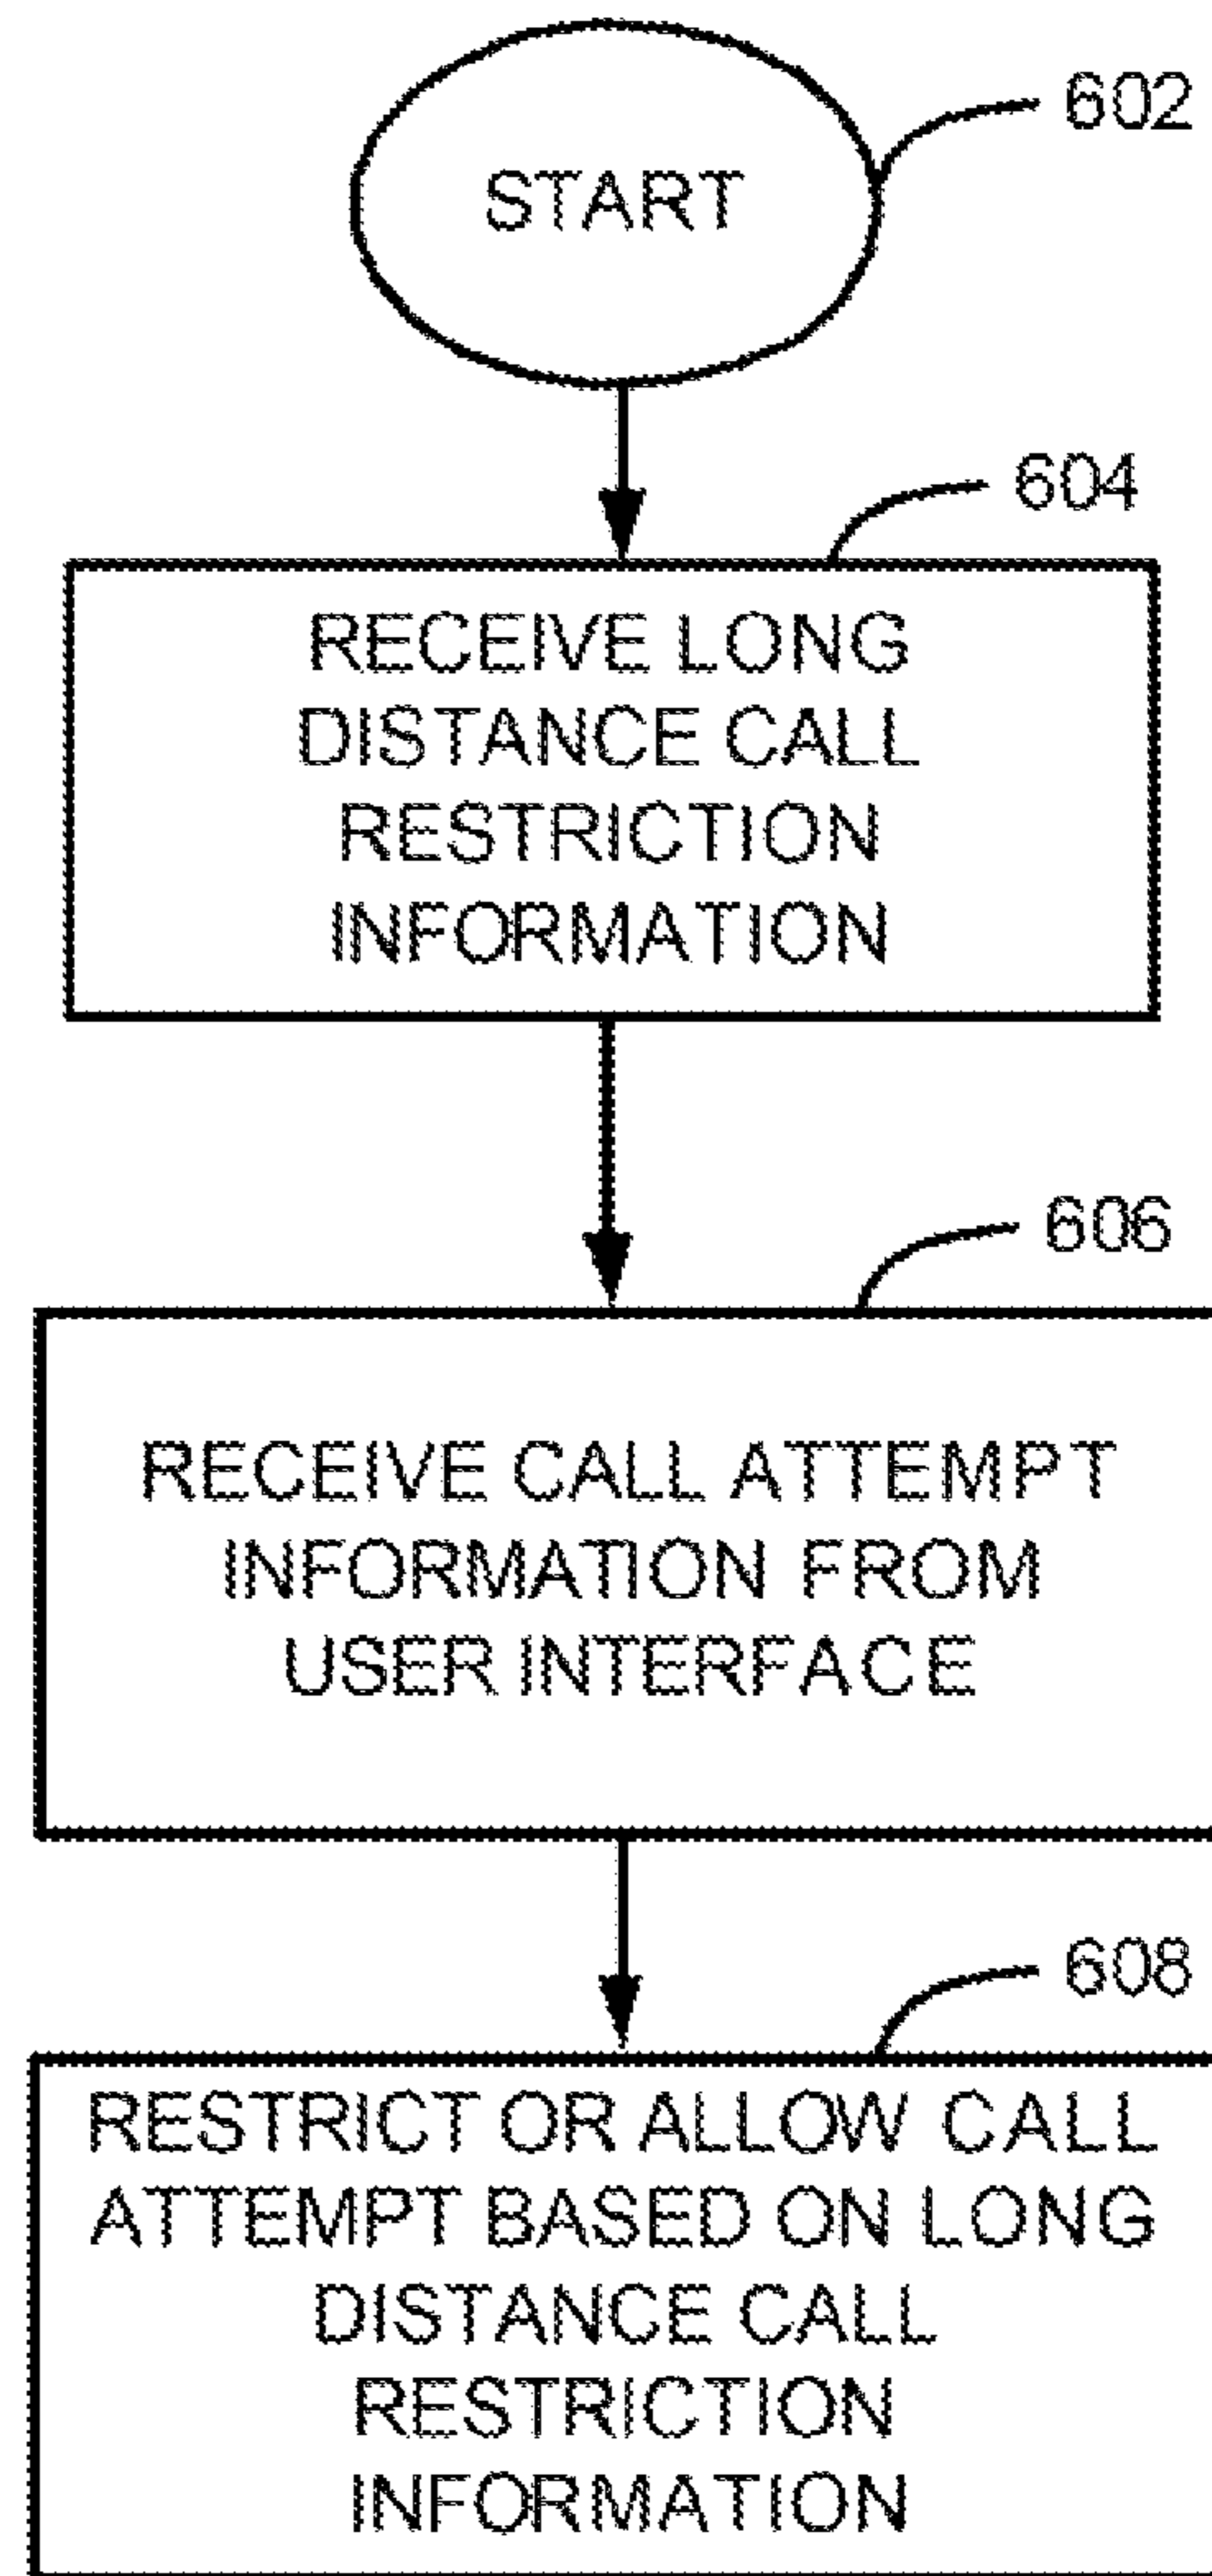 602
START
604
RECEIVE LONG
DISTANCE CALL
RESTRICTION
INFORMATION
606
RECEIVE CALL ATTEMPT
INFORMATION FROM
USER INTERFACE
608
RESTRICT OR ALLOW CALL
ATTEMPT BASED ON LONG
DISTANCE CALL
RESTRICTION
INFORMATION